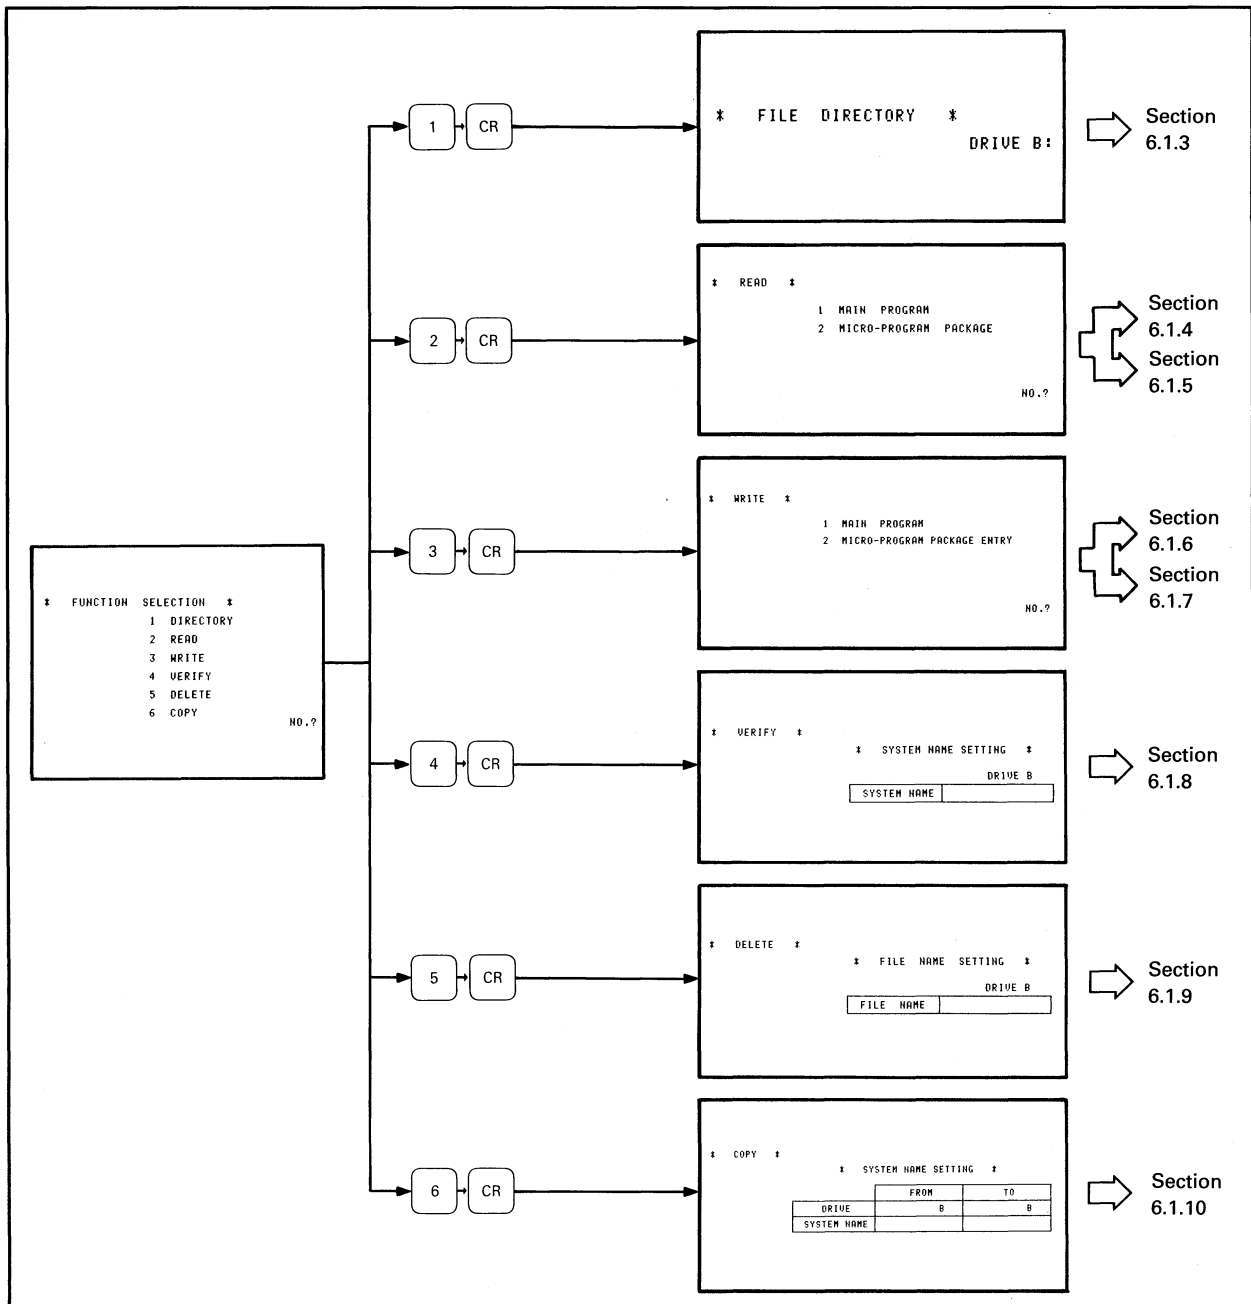 * FUNCTION SELECTION *
1 DIRECTORY
2 READ
3 WRITE
4 VERIFY
5 DELETE
6 COPY
NO.?
1 CR
* FILE DIRECTORY *
DRIVE B:
Section
6.1.3
2 CR
* READ *
1 MAIN PROGRAM
2 MICRO-PROGRAM PACKAGE
NO.?
Section
6.1.4
Section
6.1.5
3 CR
* WRITE *
1 MAIN PROGRAM
2 MICRO-PROGRAM PACKAGE ENTRY
NO.?
Section
6.1.6
Section
6.1.7
4 CR
* VERIFY *
* SYSTEM NAME SETTING *
DRIVE B
SYSTEM NAME
Section
6.1.8
5 CR
* DELETE *
* FILE NAME SETTING *
DRIVE B
FILE NAME
Section
6.1.9
6 CR
* COPY *
* SYSTEM NAME SETTING *
FROM TO
DRIVE B B
SYSTEM NAME
Section
6.1.10